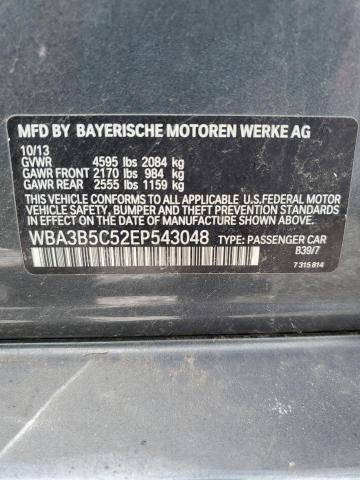 MFD BY BAYERISCHE MOTOREN WERKE AG
10/13
GVWR 4595 lbs 2084 kg
GAWR FRONT 2170 lbs 984 kg
GAWR REAR 2555 lbs 1159 kg
THIS VEHICLE CONFORMS TO ALL APPLICABLE U.S.FEDERAL MOTOR
VEHICLE SAFETY, BUMPER AND THEFT PREVENTION STANDARDS IN
EFFECT ON THE DATE OF MANUFACTURE SHOWN ABOVE.
WBA3B5C52EP543048 TYPE: PASSENGER CAR
B39/7
7 315 814